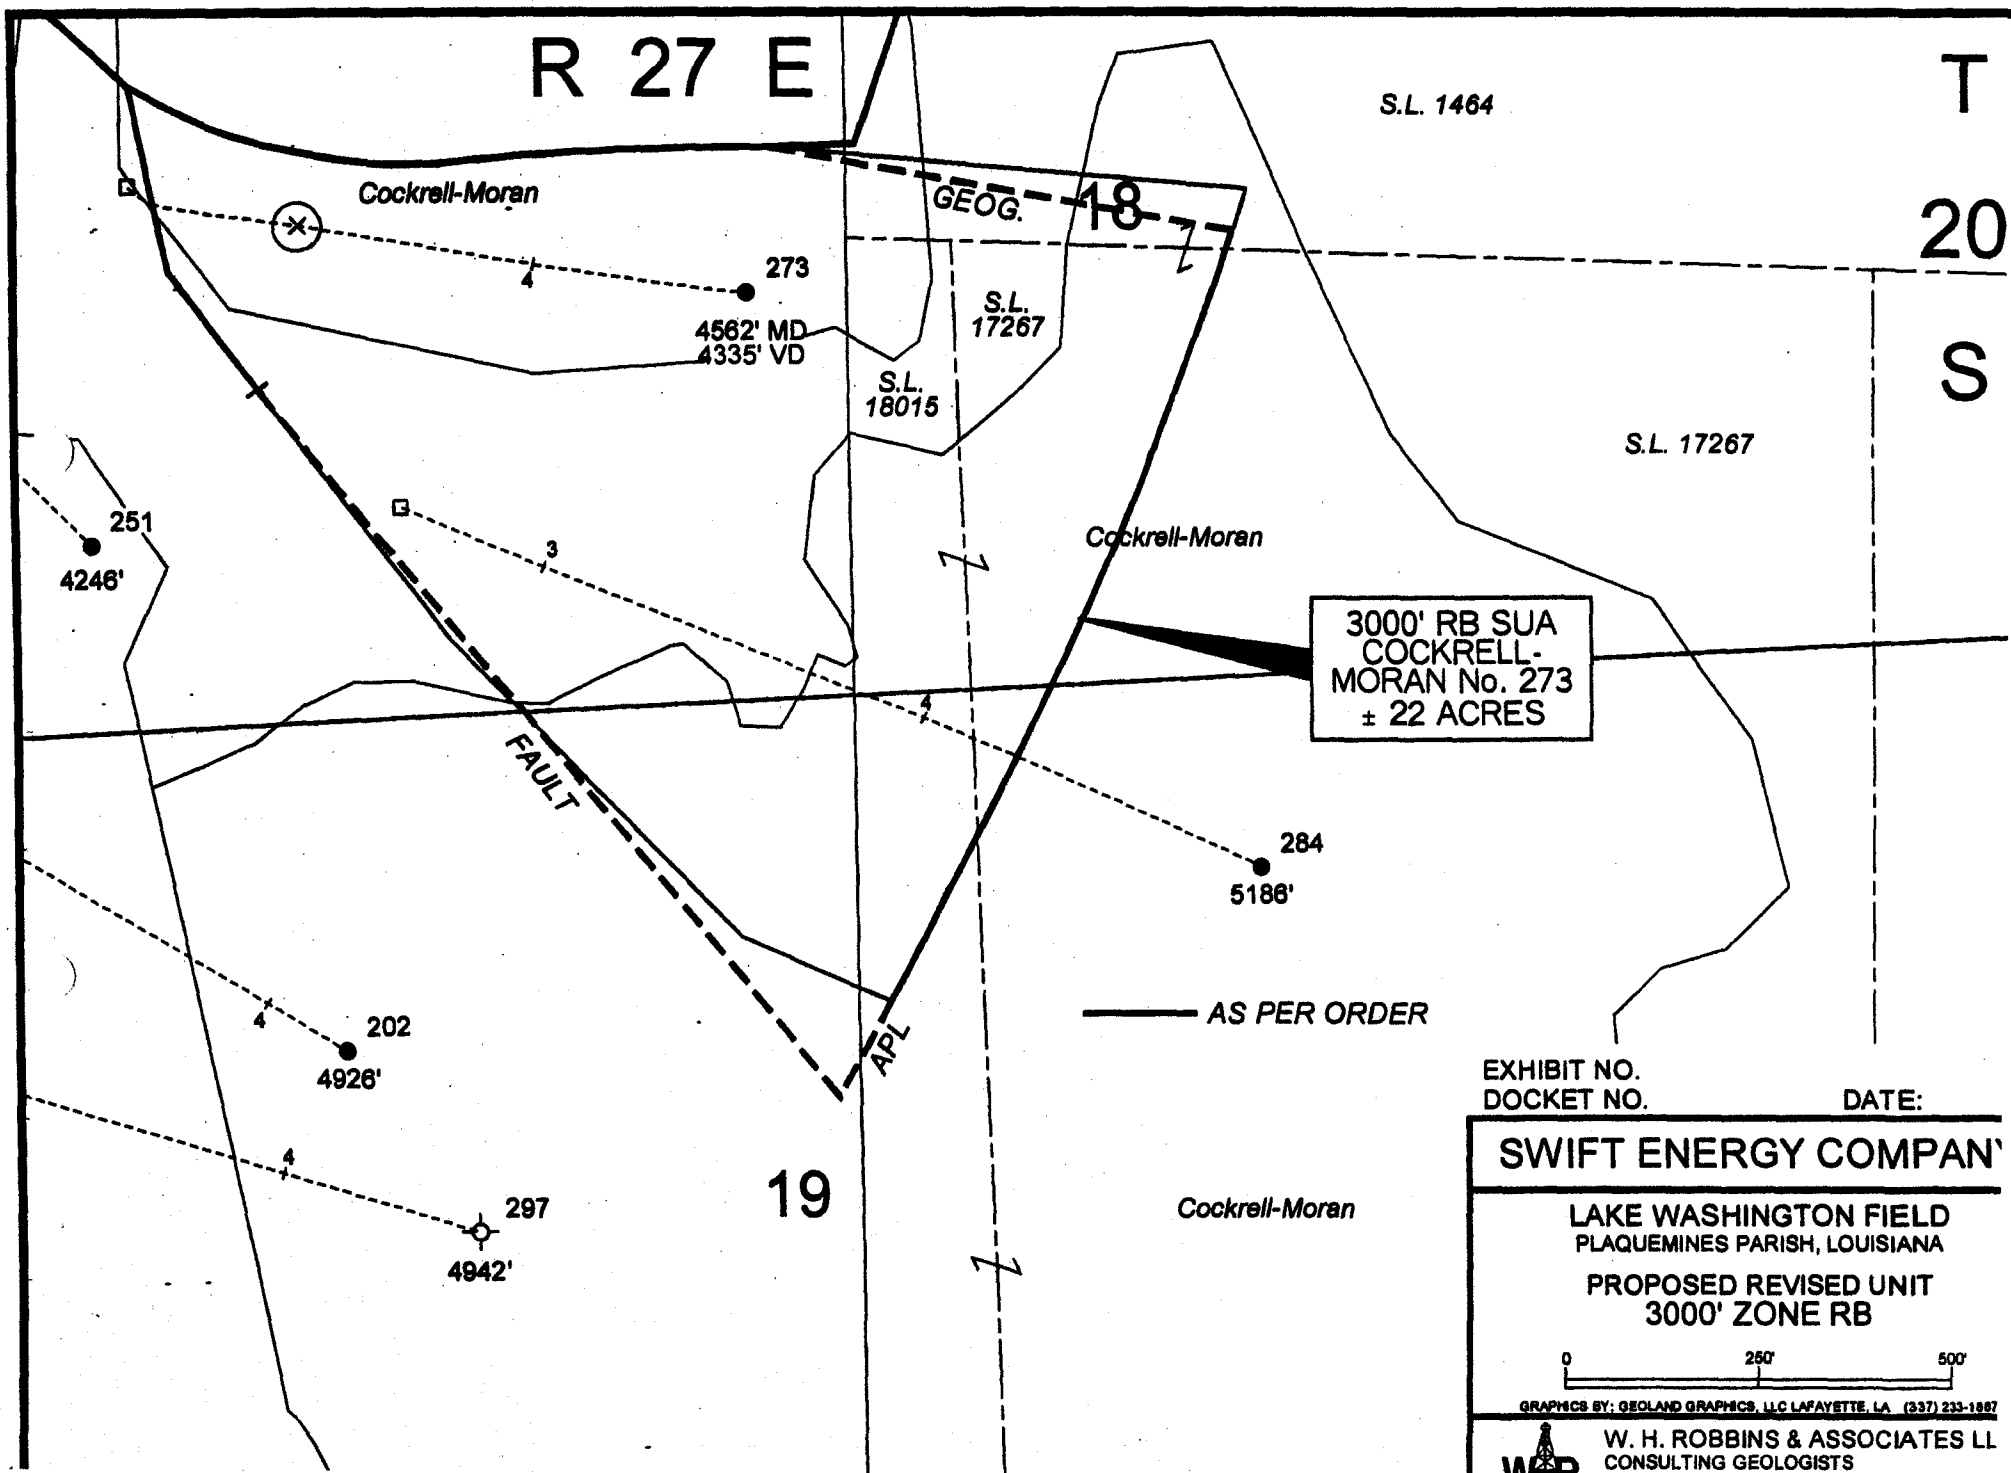 R 27 E
T
20
S
S.L. 1464
Cockrell-Moran
GEOG.
18
4
273
4562' MD
4335' VD
S.L.
17267
S.L.
18015
S.L. 17267
251
4246'
3
Cockrell-Moran
3000' RB SUA
COCKRELL-
MORAN No. 273
± 22 ACRES
4
FAULT
284
5186'
4
202
4926'
APL
AS PER ORDER
4
297
4942'
19
Cockrell-Moran
EXHIBIT NO.
DOCKET NO. DATE:
SWIFT ENERGY COMPANY
LAKE WASHINGTON FIELD
PLAQUEMINES PARISH, LOUISIANA
PROPOSED REVISED UNIT
3000' ZONE RB
0 250' 500'
GRAPHICS BY: GEOLAND GRAPHICS, LLC LAFAYETTE, LA (337) 233-1887
W. H. ROBBINS & ASSOCIATES LL
CONSULTING GEOLOGISTS